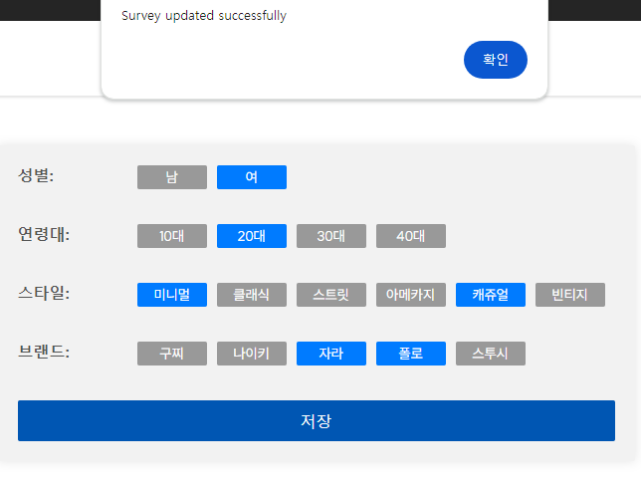 Survey updated successfully
확인
성별: 남 여
연령대: 10대 20대 30대 40대
스타일: 미니멀 클래식 스트릿 아메카지 캐쥬얼 빈티지
브랜드: 구찌 나이키 자라 폴로 스투시
저장